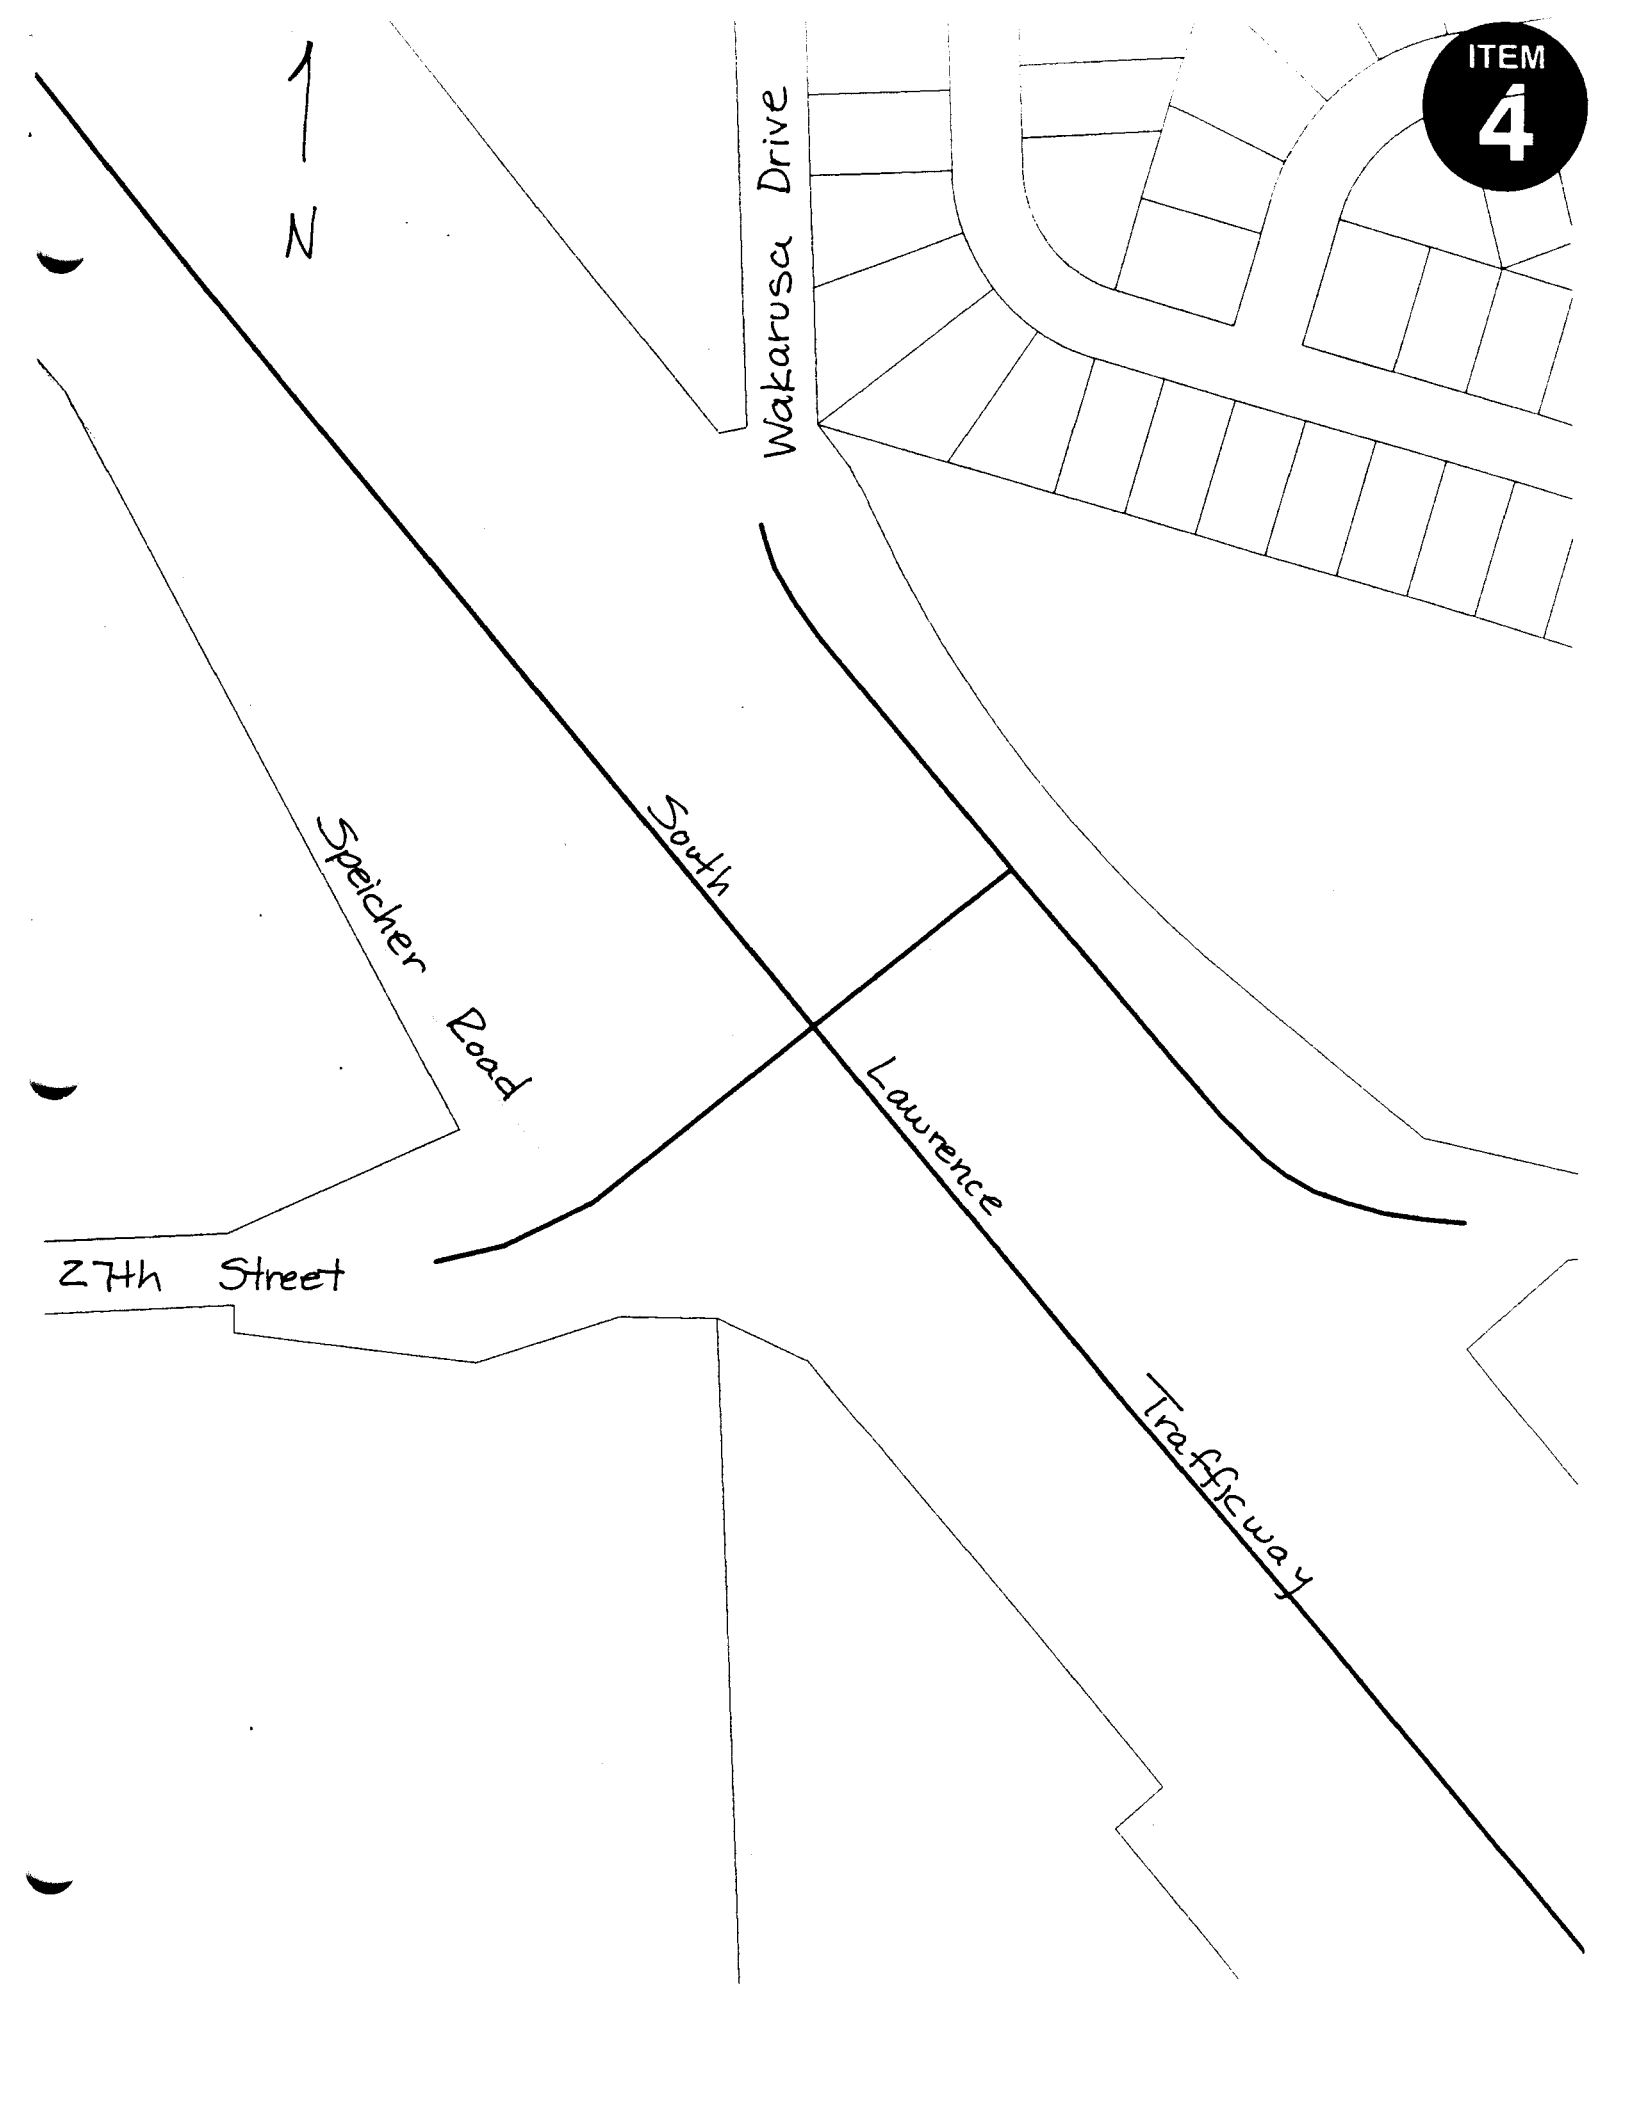 ITEM
4
N
Wakarusa Drive
South
Lawrence
Trafficway
Speicher Road
27th Street